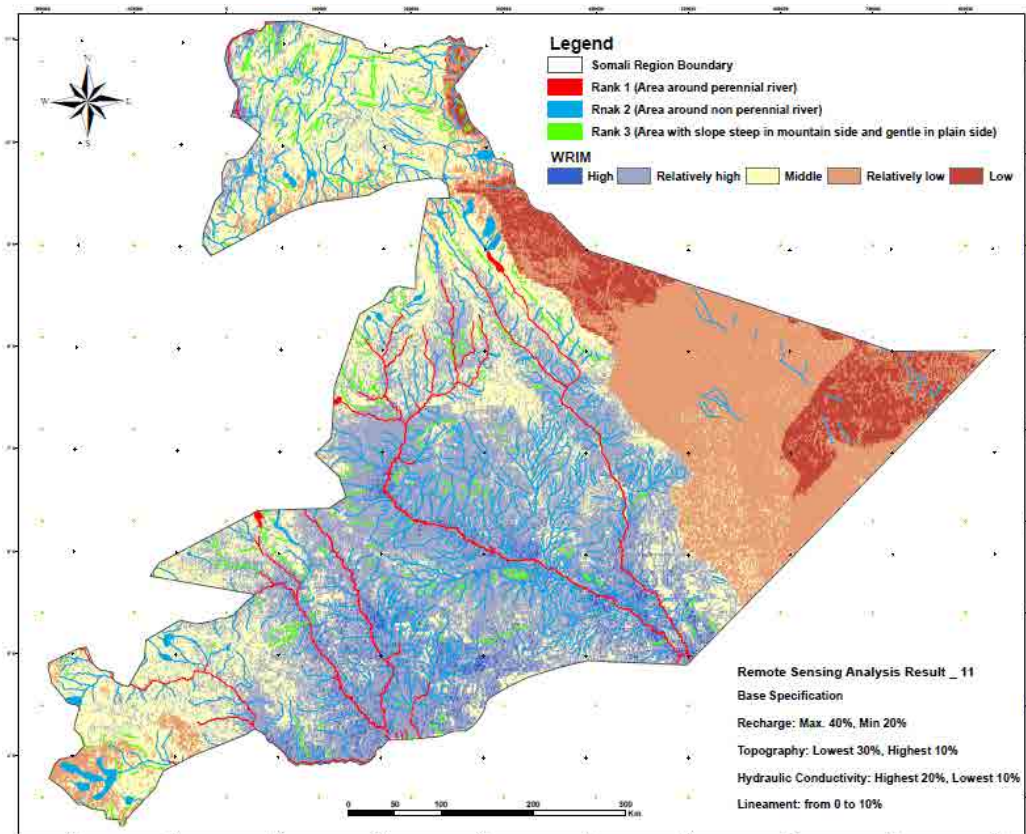 N
W
E
S
Legend
Somali Region Boundary
Rank 1 (Area around perennial river)
Rnak 2 (Area around non perennial river)
Rank 3 (Area with slope steep in mountain side and gentle in plain side)
WRIM
High Relatively high Middle Relatively low Low
Remote Sensing Analysis Result _ 11
Base Specification
Recharge: Max. 40%, Min 20%
Topography: Lowest 30%, Highest 10%
Hydraulic Conductivity: Highest 20%, Lowest 10%
Lineament: from 0 to 10%
0 50 100 200 300
Km